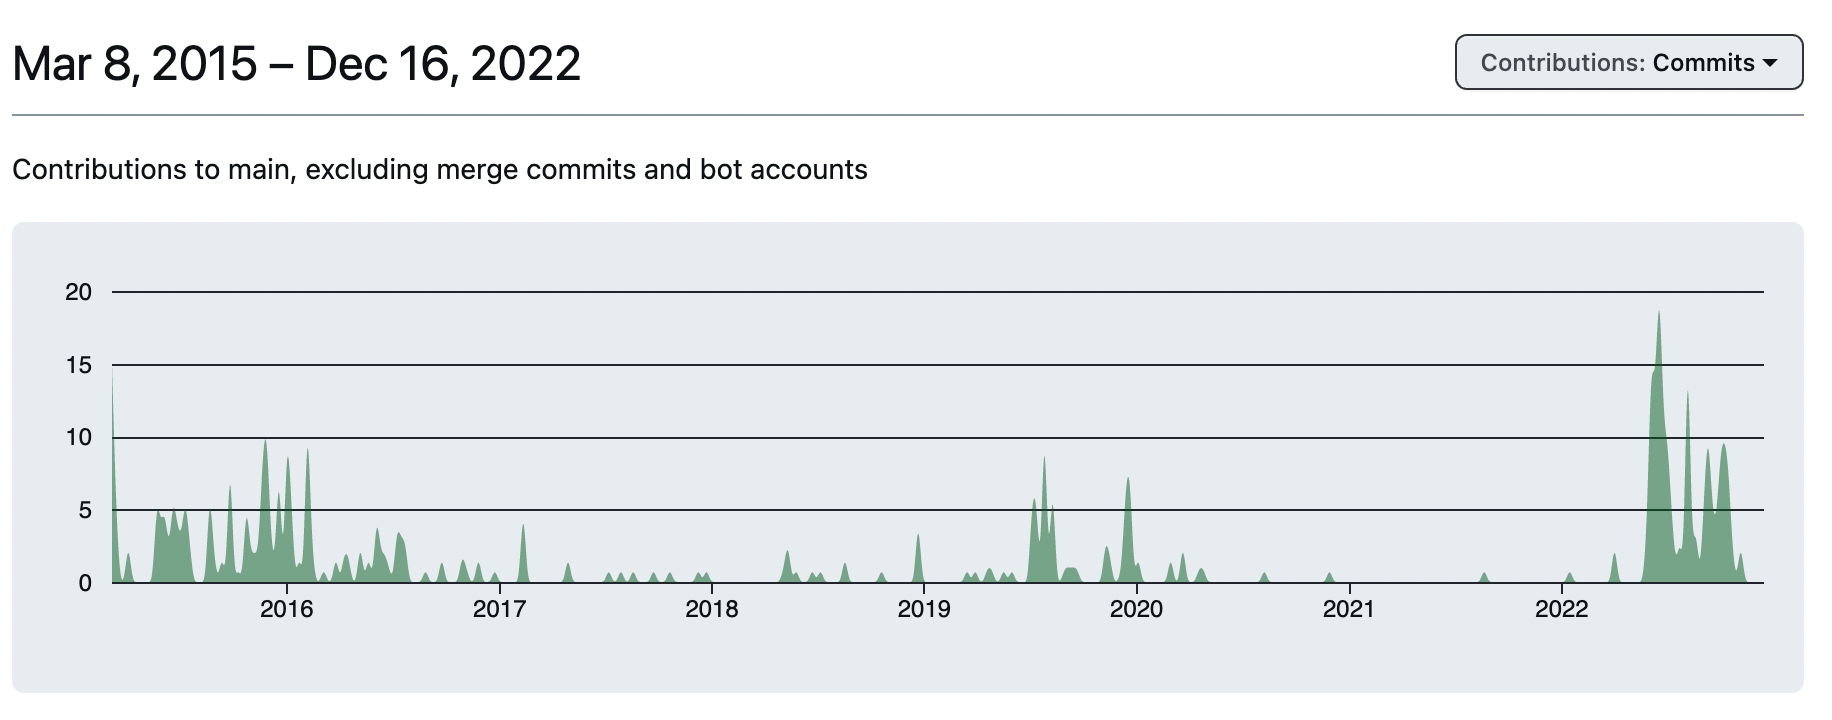 Mar 8, 2015 – Dec 16, 2022
Contributions: Commits
Contributions to main, excluding merge commits and bot accounts
20
15
10
5
0
2016 2017 2018 2019 2020 2021 2022